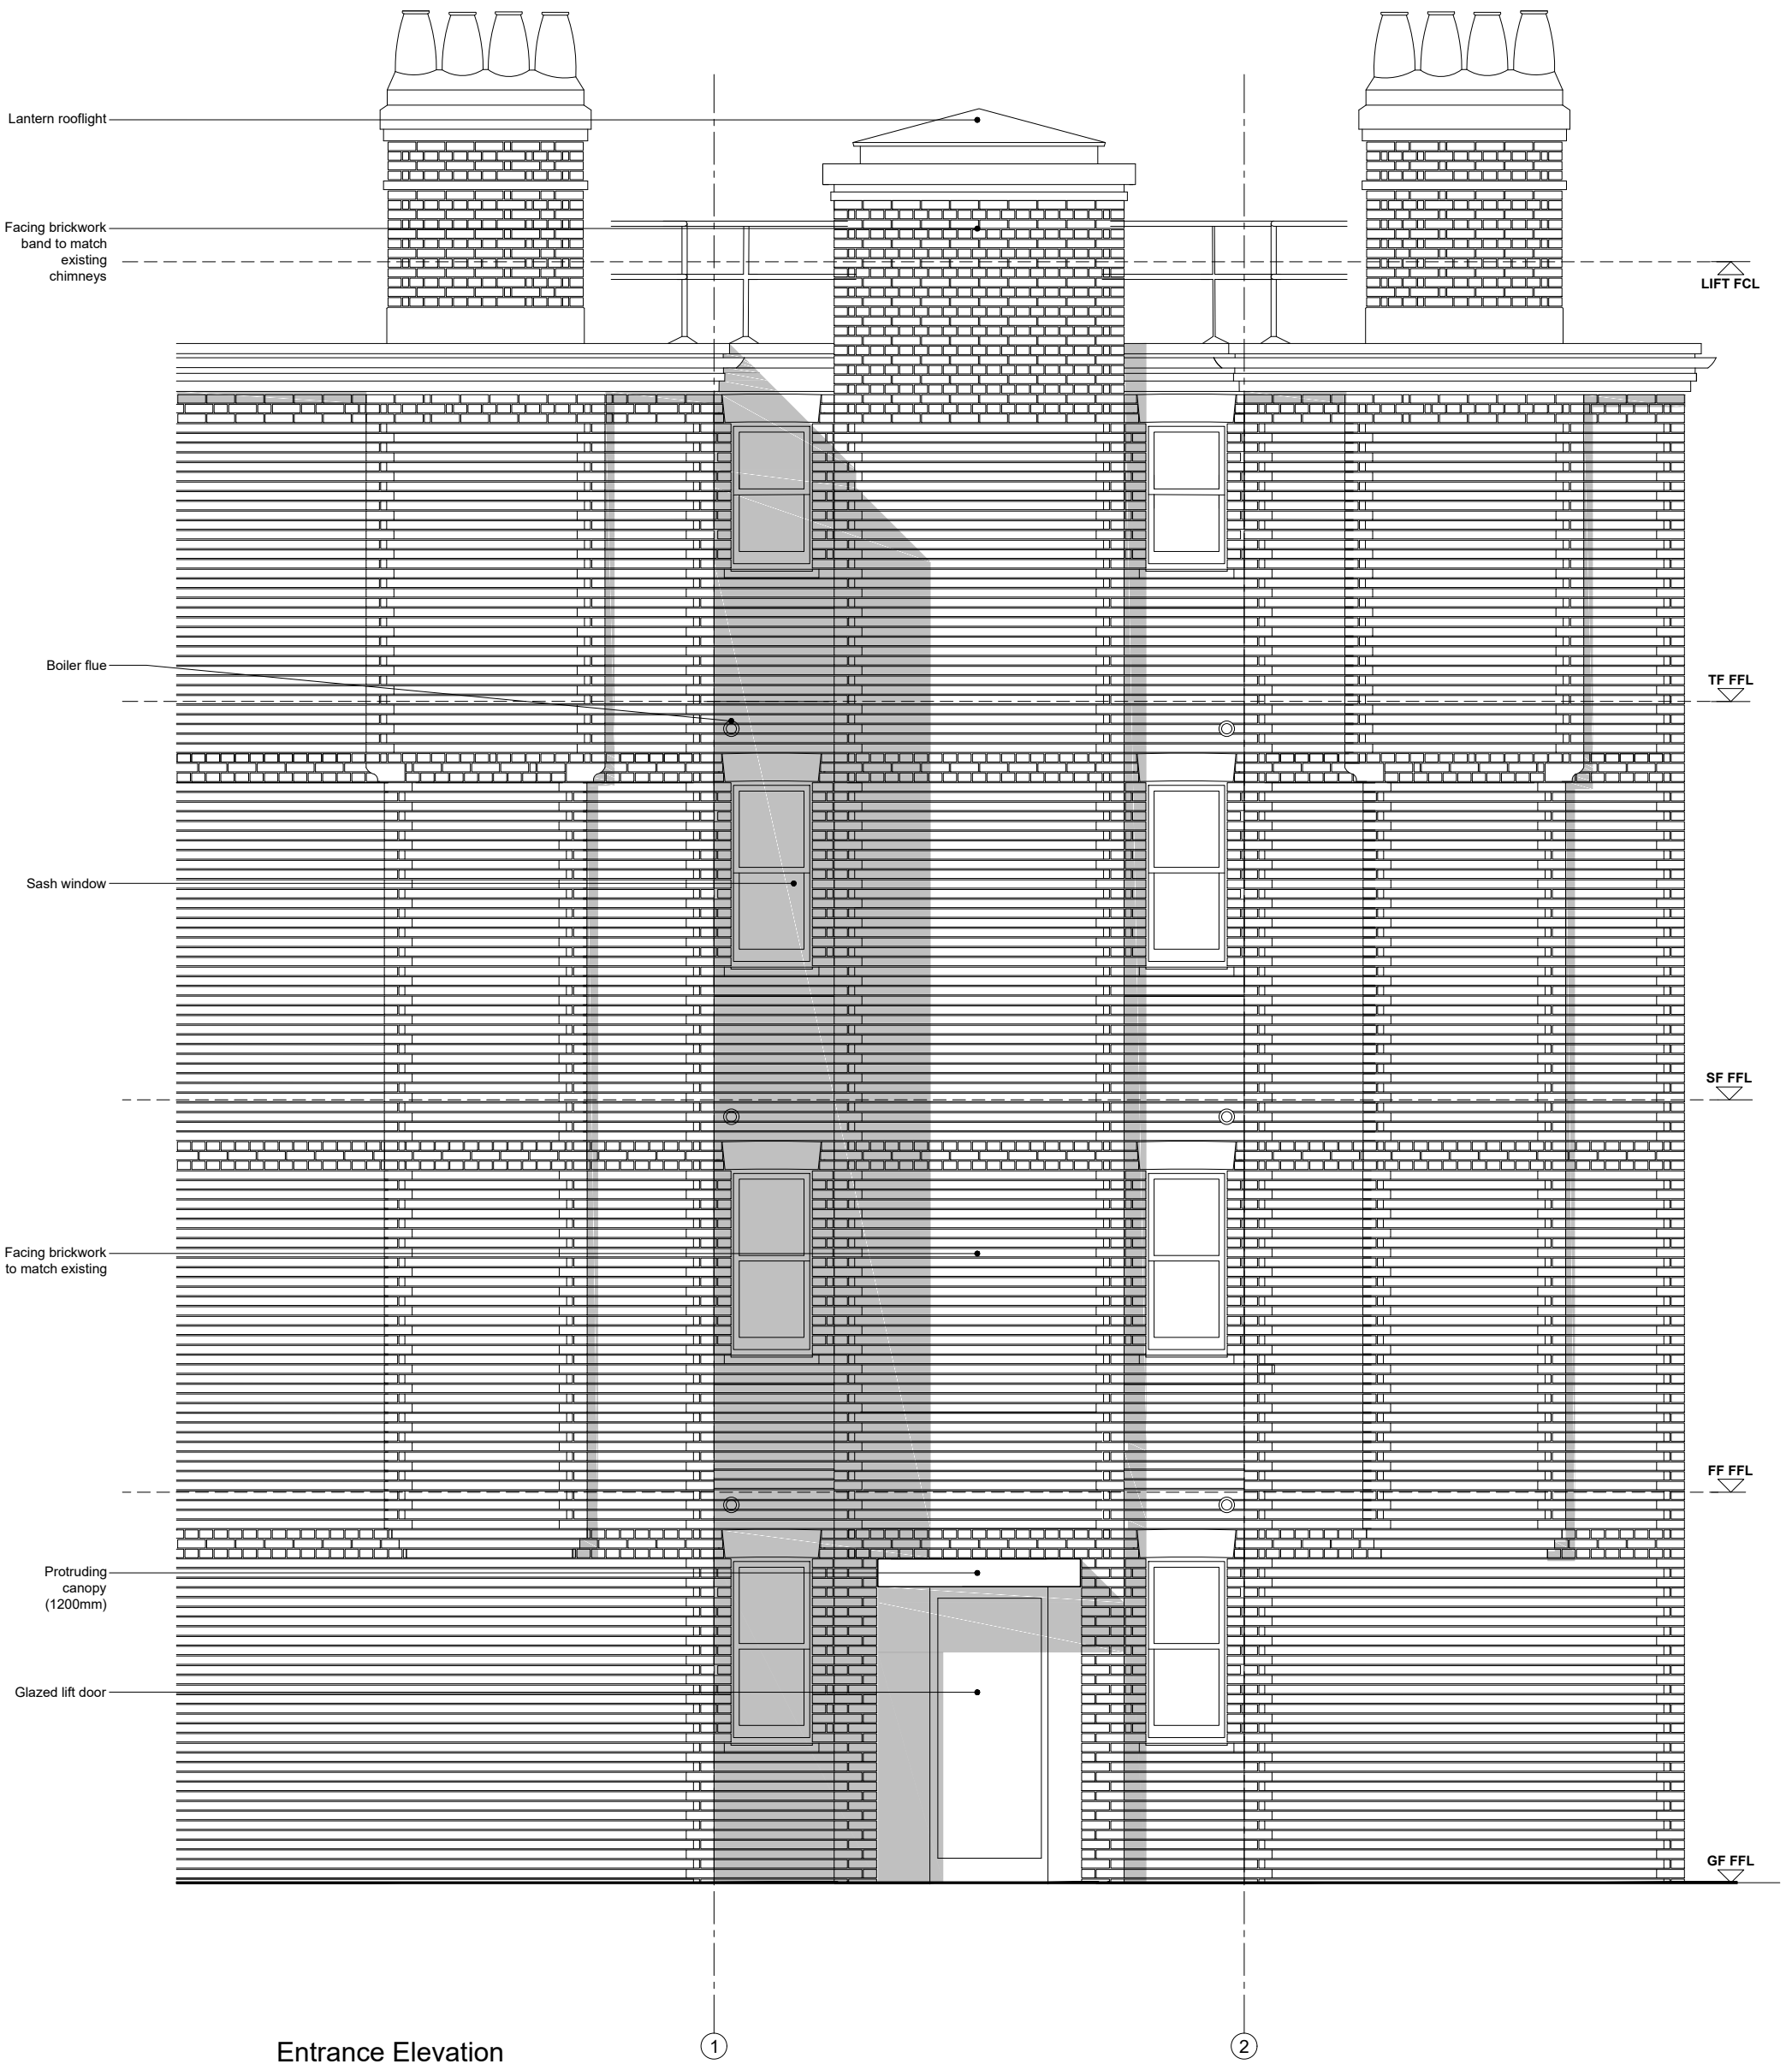 Lantern rooflight
Facing brickwork
band to match
existing
chimneys
LIFT FCL
Boiler flue
TF FFL
Sash window
SF FFL
Facing brickwork
to match existing
FF FFL
Protruding
canopy
(1200mm)
Glazed lift door
GF FFL
1
2
Entrance Elevation